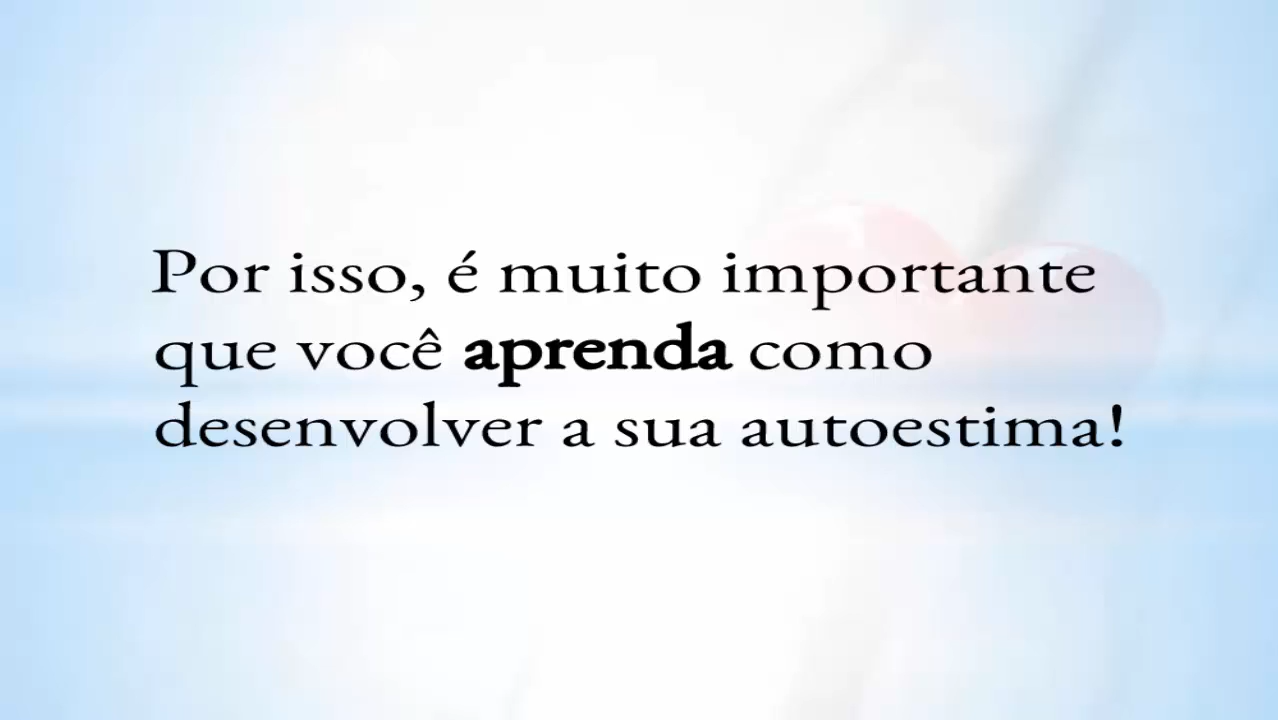 Por isso, é muito importante
que você aprenda como
desenvolver a sua autoestima!